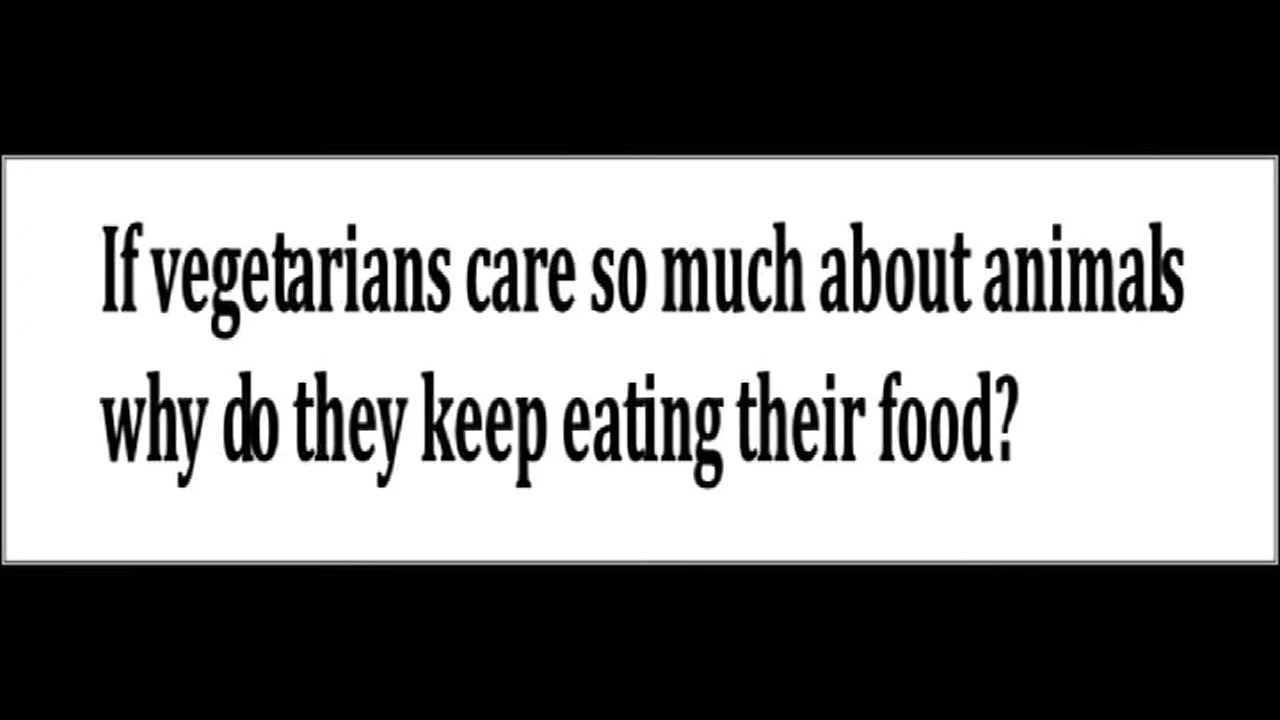 If vegetarians care so much about animals
why do they keep eating their food?